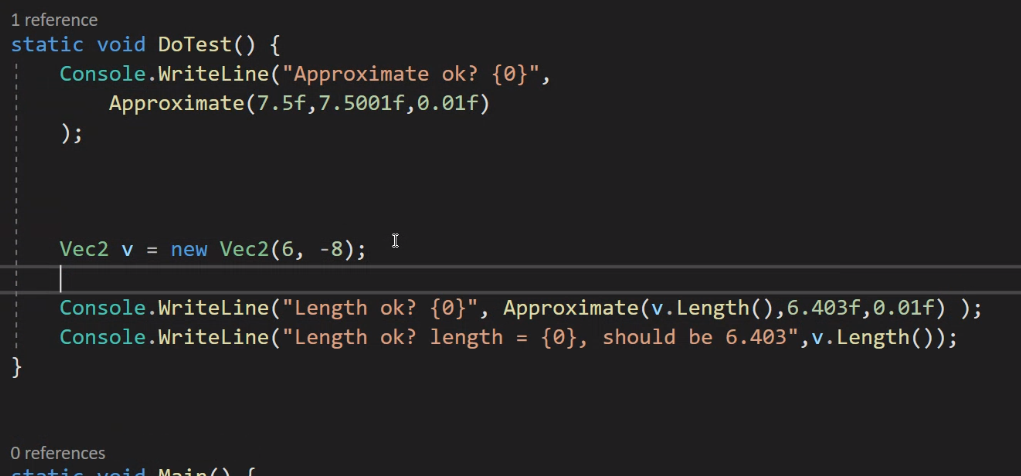 1 reference
static void DoTest() {
Console.WriteLine("Approximate ok? {0}",
Approximate(7.5f,7.5001f,0.01f)
);
Vec2 v = new Vec2(6, -8);
Console.WriteLine("Length ok? {0}", Approximate(v.Length(),6.403f,0.01f) );
Console.WriteLine("Length ok? length = {0}, should be 6.403",v.Length());
}
0 references
static void Main() {